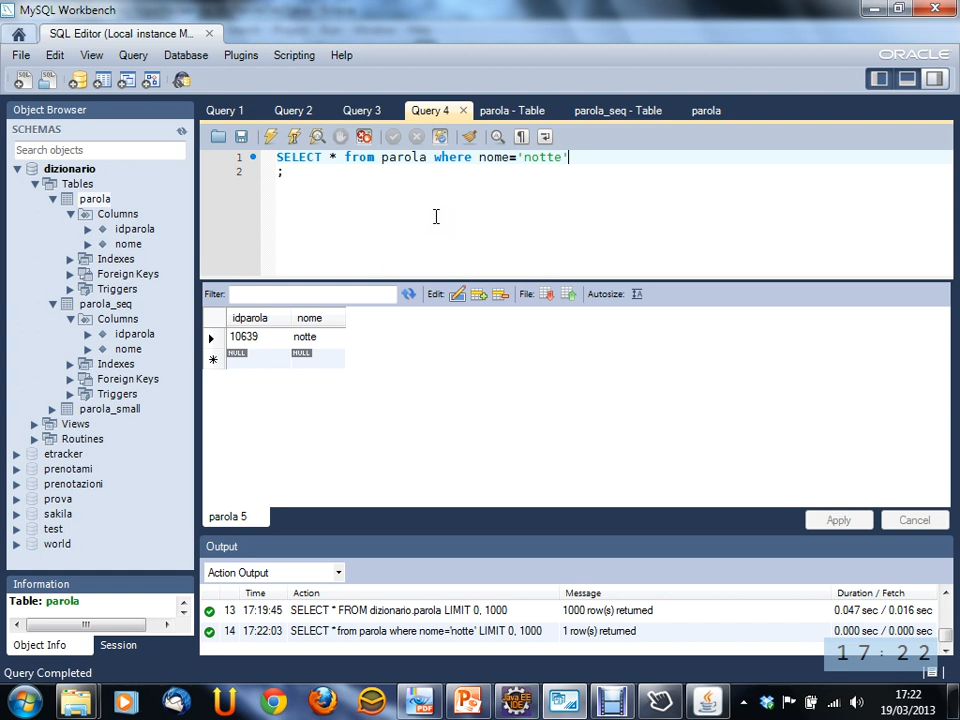 MySQL Workbench
SQL Editor (Local instance M...
File Edit View Query Database Plugins Scripting Help
ORACLE
Object Browser
SCHEMAS
Search objects
dizionario
Tables
parola
Columns
idparola
nome
Indexes
Foreign Keys
Triggers
parola_seq
Columns
idparola
nome
Indexes
Foreign Keys
Triggers
parola_small
Views
Routines
etracker
prenotami
prenotazioni
prova
sakila
test
world
Information
Table: parola
Object Info Session
Query 1 Query 2 Query 3 Query 4 parola - Table parola_seq - Table parola
1 SELECT * from parola where nome='notte'
2 ;
Filter: Edit: File: Autosize:
idparola nome
10639 notte
NULL NULL
parola 5
Apply Cancel
Output
Action Output
Time Action Message Duration / Fetch
13 17:19:45 SELECT * FROM dizionario.parola LIMIT 0, 1000 1000 row(s) returned 0.047 sec / 0.016 sec
14 17:22:03 SELECT * from parola where nome='notte' LIMIT 0, 1000 1 row(s) returned 0.000 sec / 0.000 sec
17:22
Query Completed
17:22
19/03/2013